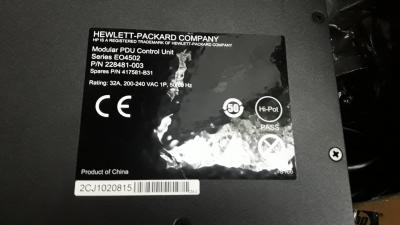 HEWLETT-PACKARD COMPANY
HP IS A REGISTERED TRADEMARK OF HEWLETT-PACKARD COMPANY
Modular PDU Control Unit
Series EO4502
P/N 228481-003
Spares P/N 417581-B31
Rating: 32A, 200-240 VAC 1P, 50/60 Hz
CE
50
Hi-Pot
PASS
Product of China
2CJ1020815